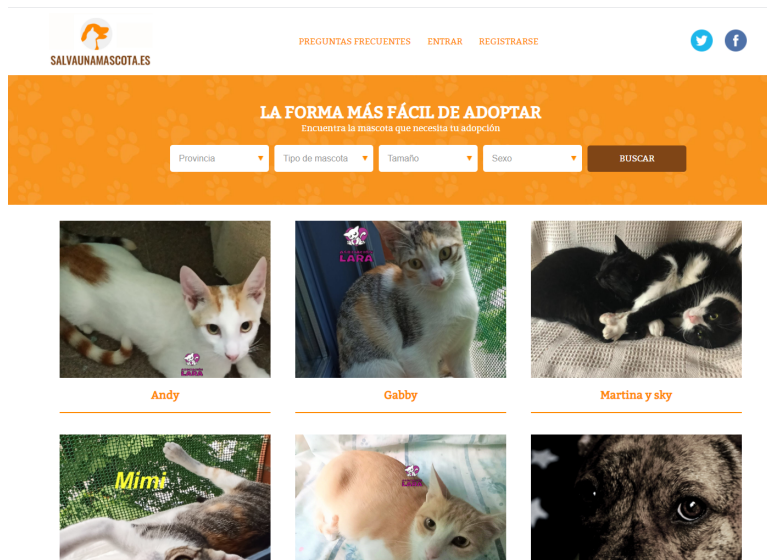 SALVAUNAMASCOTA.ES
PREGUNTAS FRECUENTES ENTRAR REGISTRARSE
LA FORMA MÁS FÁCIL DE ADOPTAR
Encuentra la mascota que necesita tu adopción
Provincia Tipo de mascota Tamaño Sexo BUSCAR
LARA
LARA
Andy Gabby Martina y sky
Mimi